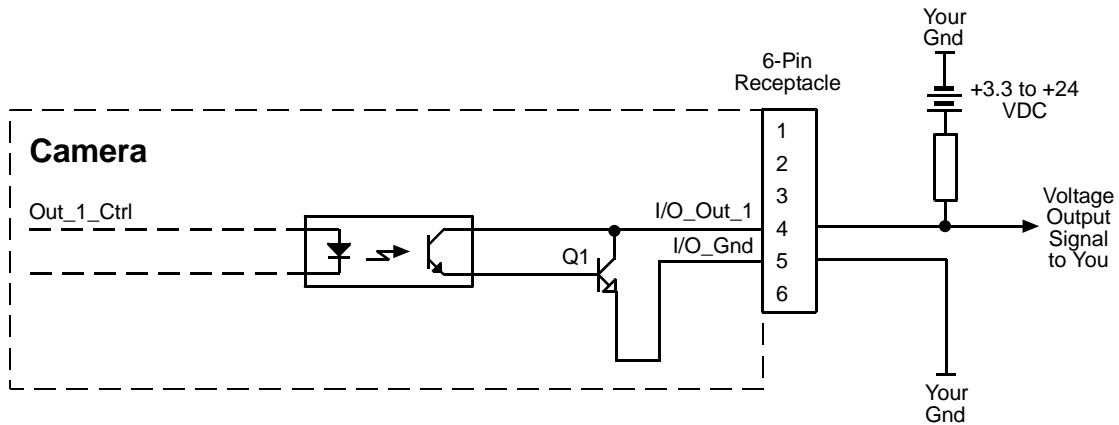 Your
Gnd
6-Pin
Receptacle
+3.3 to +24
VDC
Camera
1
2
3
4
5
6
Out_1_Ctrl
I/O_Out_1
I/O_Gnd
Q1
Voltage
Output
Signal
to You
Your
Gnd